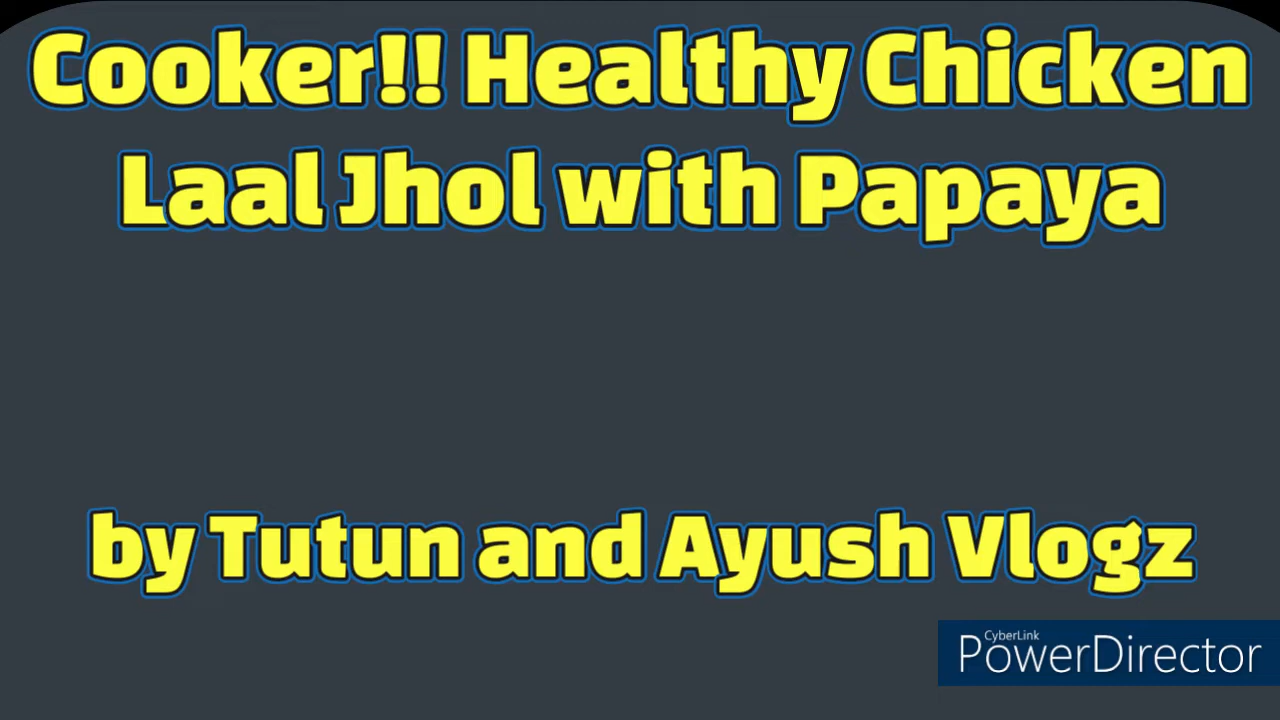 Cooker!! Healthy Chicken
Laal Jhol with Papaya
by Tutun and Ayush Vlogz
CyberLink
PowerDirector